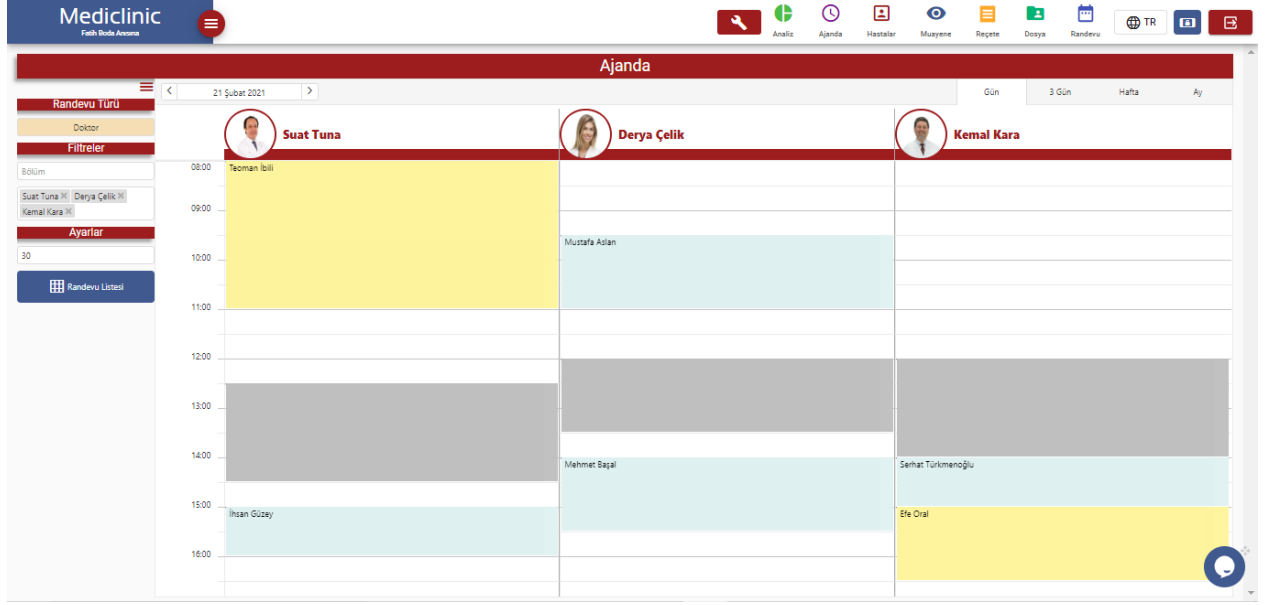 Mediclinic
Fatih Boda Anısına
Analiz
Ajanda
Hastalar
Muayene
Reçete
Dosya
Randevu
TR
Ajanda
Randevu Türü
Doktor
Filtreler
Bölüm
Suat Tuna × Derya Çelik ×
Kemal Kara ×
Ayarlar
30
Randevu Listesi
21 Şubat 2021
Gün
3 Gün
Hafta
Ay
Suat Tuna
Derya Çelik
Kemal Kara
08:00
Teoman İbili
09:00
Mustafa Aslan
10:00
11:00
12:00
13:00
14:00
Mehmet Başal
Serhat Türkmenoğlu
15:00
İhsan Güzey
Efe Oral
16:00